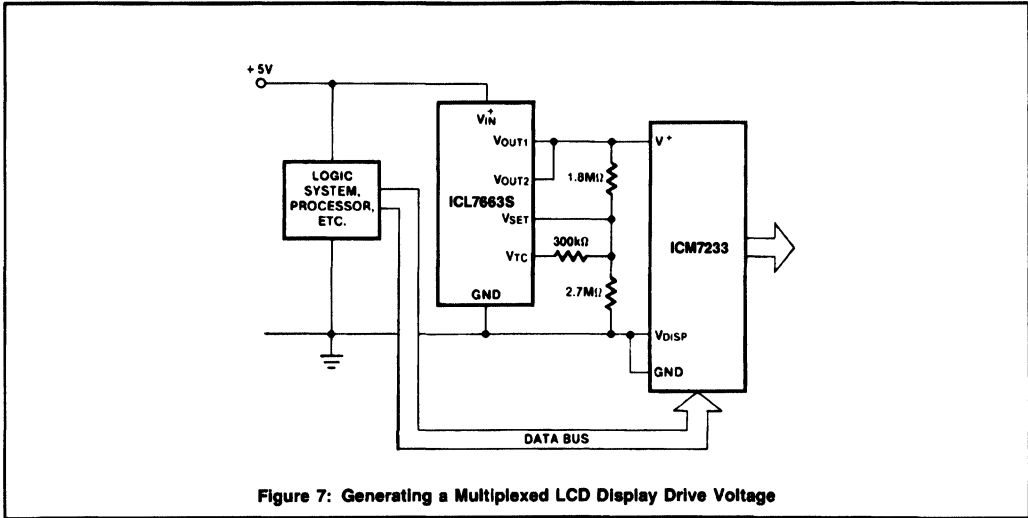 + 5V
LOGIC
SYSTEM,
PROCESSOR,
ETC.
V+IN
VOUT1
VOUT2
ICL7663S
VSET
VTC
GND
1.8MΩ
300kΩ
2.7MΩ
V+
ICM7233
VDISP
GND
DATA BUS
Figure 7: Generating a Multiplexed LCD Display Drive Voltage